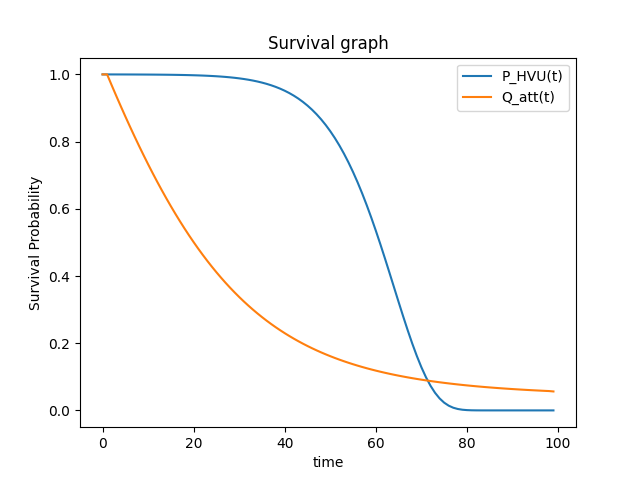 Survival graph
P_HVU(t)
Q_att(t)
Survival Probability
1.0
0.8
0.6
0.4
0.2
0.0
0 20 40 60 80 100
time